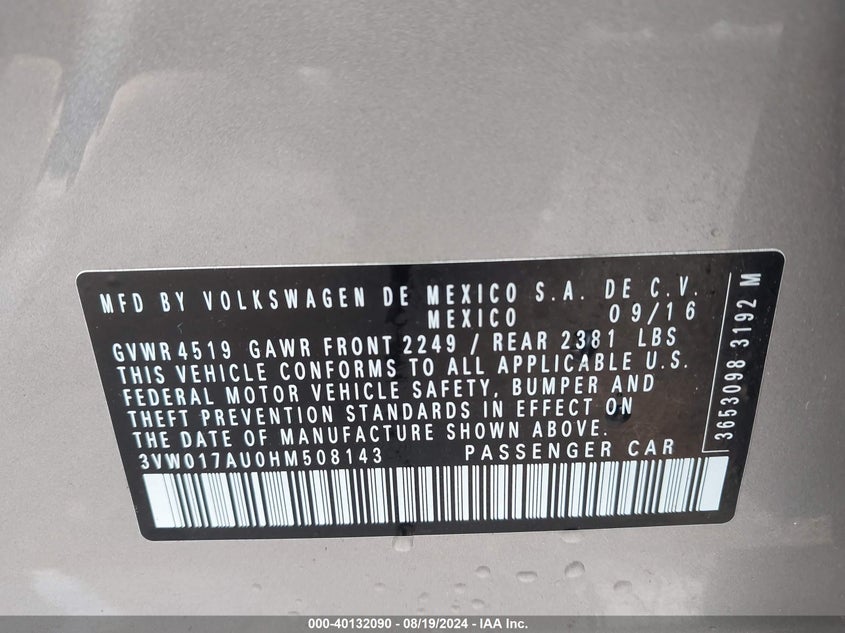 MFD BY VOLKSWAGEN DE MEXICO S.A. DE C.V.
MEXICO 09/16
GVWR 4519 GAWR FRONT 2249 / REAR 2381 LBS
THIS VEHICLE CONFORMS TO ALL APPLICABLE U.S.
FEDERAL MOTOR VEHICLE SAFETY, BUMPER AND
THEFT PREVENTION STANDARDS IN EFFECT ON
THE DATE OF MANUFACTURE SHOWN ABOVE.
3VW017AU0HM508143 PASSENGER CAR
3653098 3192 M
000-40132090 - 08/19/2024 - IAA Inc.